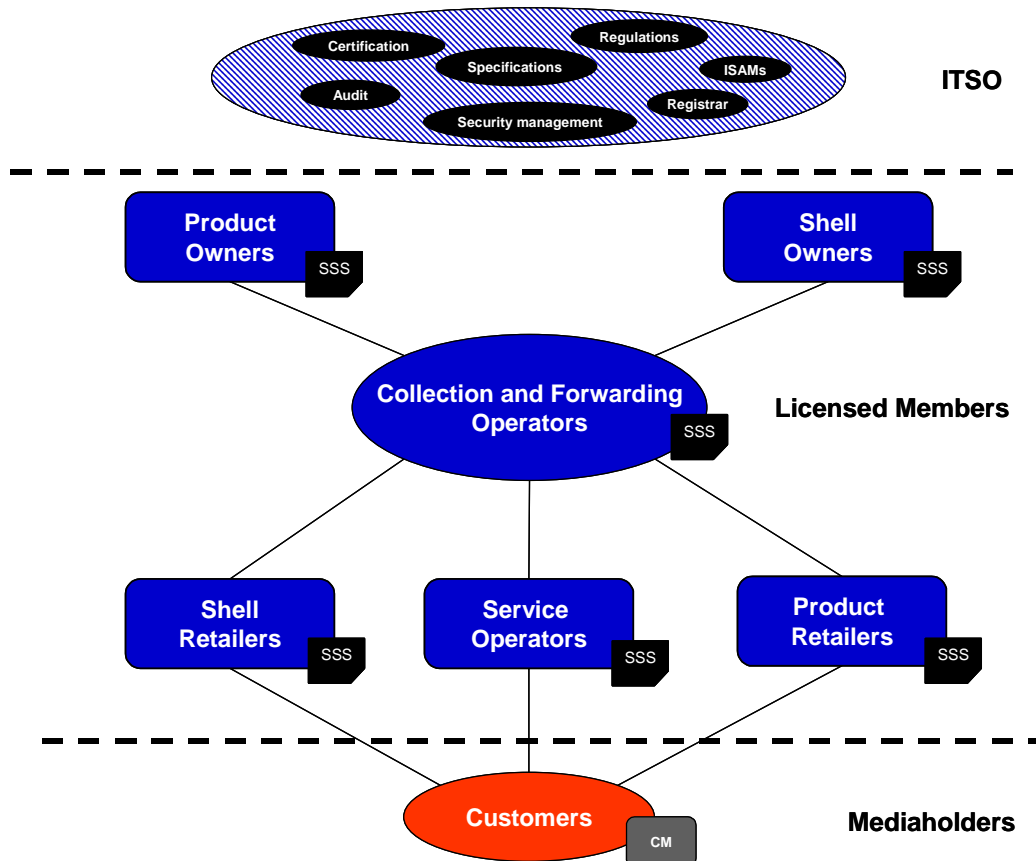 Certification
Regulations
Specifications
ISAMs
ITSO
Audit
Registrar
Security management
Product
Owners
SSS
Shell
Owners
SSS
Collection and Forwarding
Operators
SSS
Licensed Members
Shell
Retailers
SSS
Service
Operators
SSS
Product
Retailers
SSS
Customers
CM
Mediaholders